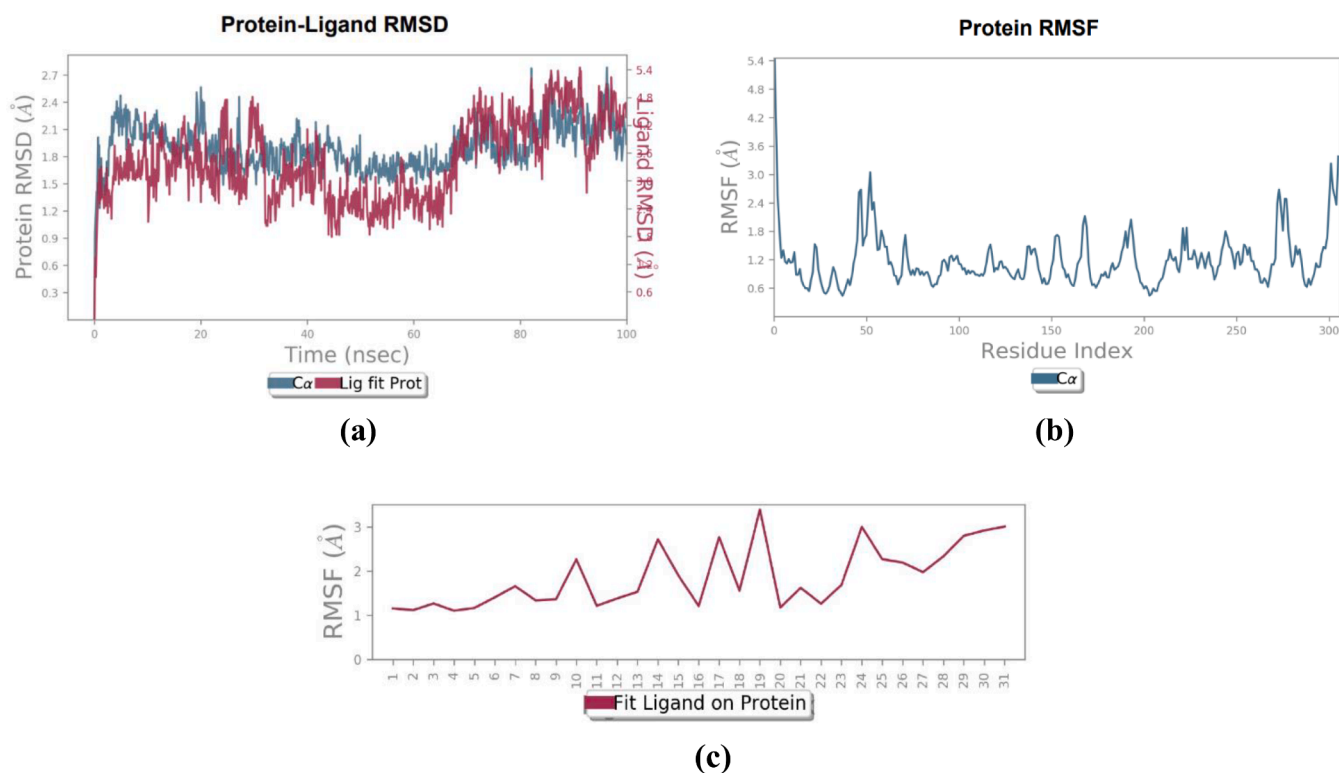 Protein-Ligand RMSD
Protein RMSD (Å)
2.7
2.4
2.1
1.8
1.5
1.2
0.9
0.6
0.3
5.4
4.8
3.6
0.6
Ligand RMSD (Å)
0 20 40 60 80 100
Time (nsec)
Cα Lig fit Prot
(a)
Protein RMSF
RMSF (Å)
5.4
4.8
4.2
3.6
3.0
2.4
1.8
1.2
0.6
0 50 100 150 200 250 300
Residue Index
Cα
(b)
RMSF (Å)
3
2
1
0
1 2 3 4 5 6 7 8 9 10 11 12 13 14 15 16 17 18 19 20 21 22 23 24 25 26 27 28 29 30 31
Fit Ligand on Protein
(c)